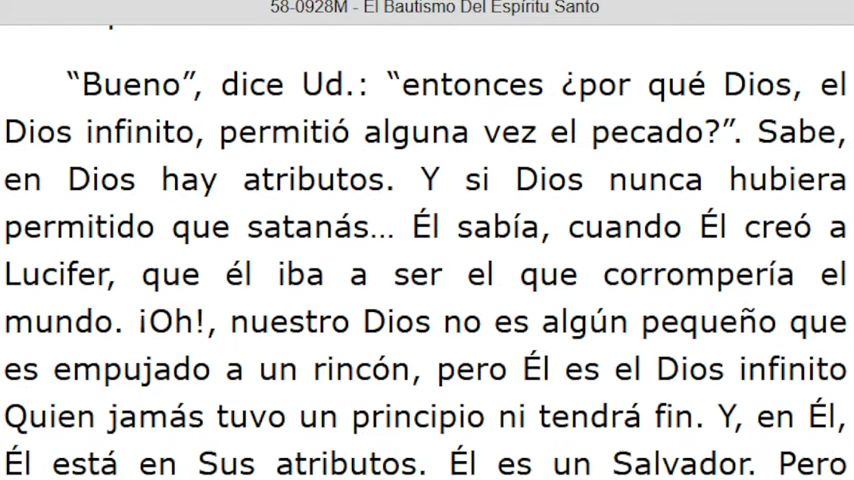 58-0928M - El Bautismo Del Espíritu Santo
“Bueno”, dice Ud.: “entonces ¿por qué Dios, el
Dios infinito, permitió alguna vez el pecado?”. Sabe,
en Dios hay atributos. Y si Dios nunca hubiera
permitido que satanás… Él sabía, cuando Él creó a
Lucifer, que él iba a ser el que corrompería el
mundo. ¡Oh!, nuestro Dios no es algún pequeño que
es empujado a un rincón, pero Él es el Dios infinito
Quien jamás tuvo un principio ni tendrá fin. Y, en Él,
Él está en Sus atributos. Él es un Salvador. Pero